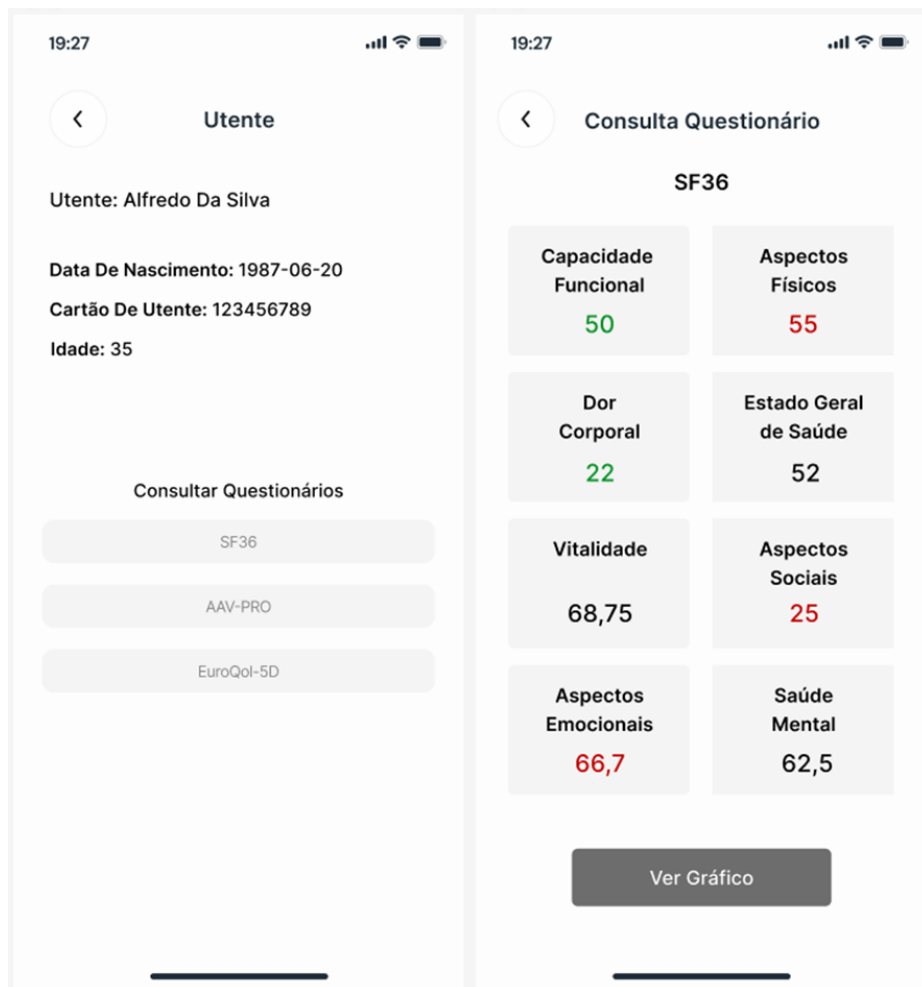 19:27
Utente
Utente: Alfredo Da Silva
Data De Nascimento: 1987-06-20
Cartão De Utente: 123456789
Idade: 35
Consultar Questionários
SF36
AAV-PRO
EuroQol-5D
19:27
Consulta Questionário
SF36
Capacidade
Funcional
50
Aspectos
Físicos
55
Dor
Corporal
22
Estado Geral
de Saúde
52
Vitalidade
68,75
Aspectos
Sociais
25
Aspectos
Emocionais
66,7
Saúde
Mental
62,5
Ver Gráfico